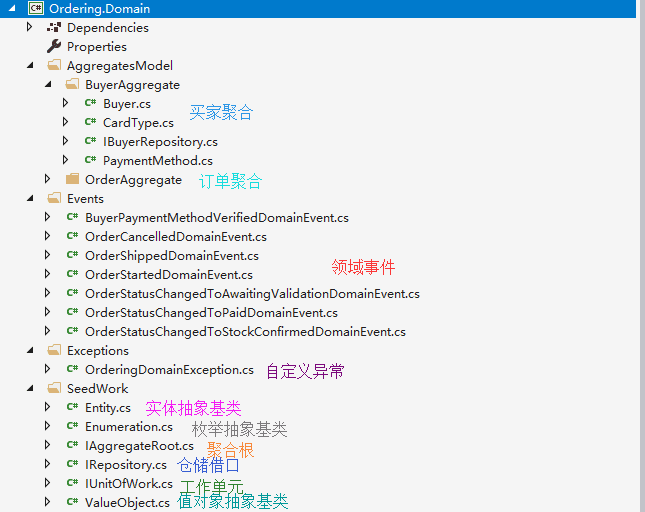 Ordering.Domain
Dependencies
Properties
AggregatesModel
BuyerAggregate
C# Buyer.cs 买家聚合
C# CardType.cs
C# IBuyerRepository.cs
C# PaymentMethod.cs
OrderAggregate 订单聚合
Events
C# BuyerPaymentMethodVerifiedDomainEvent.cs
C# OrderCancelledDomainEvent.cs
C# OrderShippedDomainEvent.cs 领域事件
C# OrderStartedDomainEvent.cs
C# OrderStatusChangedToAwaitingValidationDomainEvent.cs
C# OrderStatusChangedToPaidDomainEvent.cs
C# OrderStatusChangedToStockConfirmedDomainEvent.cs
Exceptions
C# OrderingDomainException.cs 自定义异常
SeedWork
C# Entity.cs 实体抽象基类
C# Enumeration.cs 枚举抽象基类
C# IAggregateRoot.cs 聚合根
C# IRepository.cs 仓储借口
C# IUnitOfWork.cs 工作单元
C# ValueObject.cs 值对象抽象基类